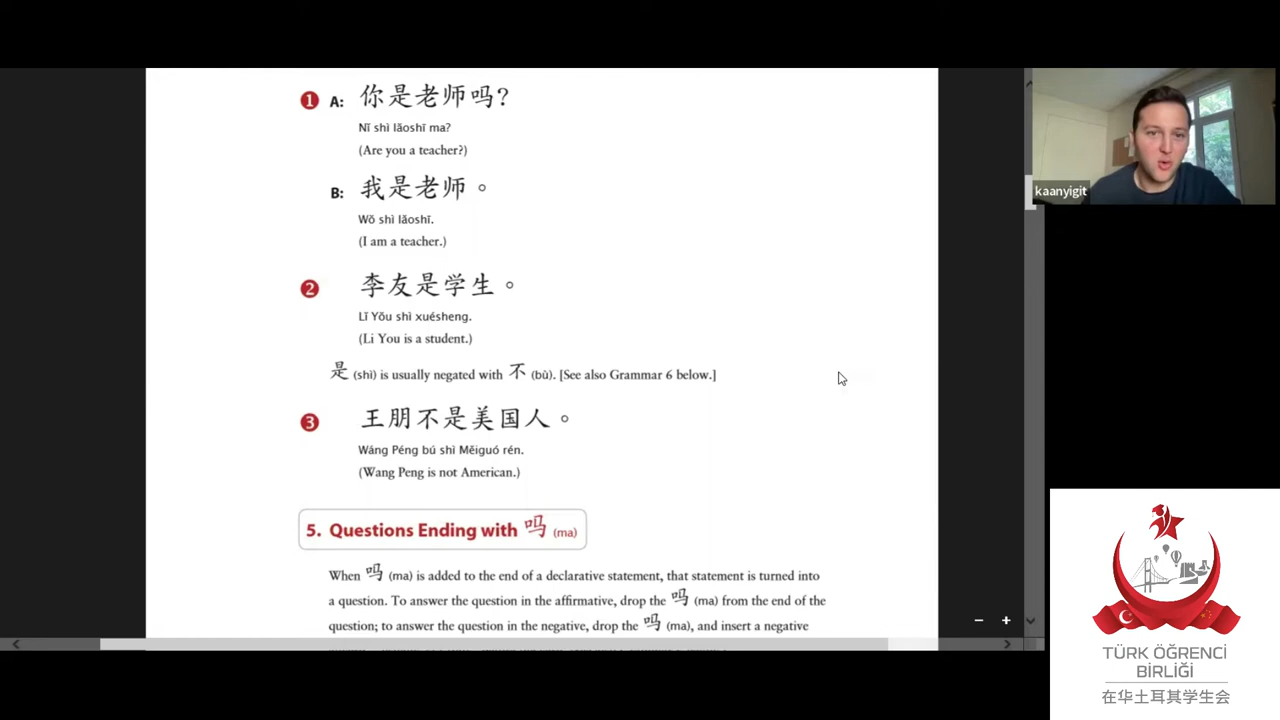 1 A: 你是老师吗?
Nǐ shì lǎoshī ma?
(Are you a teacher?)
B: 我是老师。
Wǒ shì lǎoshī.
(I am a teacher.)
2 李友是学生。
Lǐ Yǒu shì xuésheng.
(Li You is a student.)
是 (shì) is usually negated with 不 (bù). [See also Grammar 6 below.]
3 王朋不是美国人。
Wáng Péng bú shì Měiguó rén.
(Wang Peng is not American.)
5. Questions Ending with 吗 (ma)
When 吗 (ma) is added to the end of a declarative statement, that statement is turned into
a question. To answer the question in the affirmative, drop the 吗 (ma) from the end of the
question; to answer the question in the negative, drop the 吗 (ma), and insert a negative
kaanyigit
TÜRK ÖĞRENCİ
BİRLİĞİ
在华土耳其学生会